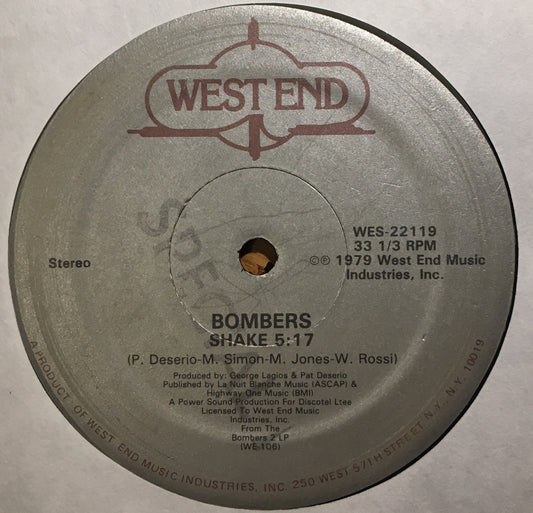 WEST END
SPEC
WES-22119
33 1/3 RPM
Stereo
℗© 1979 West End Music
Industries, Inc.
BOMBERS
SHAKE 5:17
(P. Deserio-M. Simon-M. Jones-W. Rossi)
Produced by: George Lagios & Pat Deserio
Published by La Nuit Blanche Music (ASCAP) &
Highway One Music (BMI)
A Power Sound Production For Discotel Ltee
Licensed To West End Music
Industries, Inc.
From The
Bombers 2 LP
(WE-106)
A PRODUCT OF WEST END MUSIC INDUSTRIES, INC. 250 WEST 57TH STREET, N.Y., N.Y. 10019